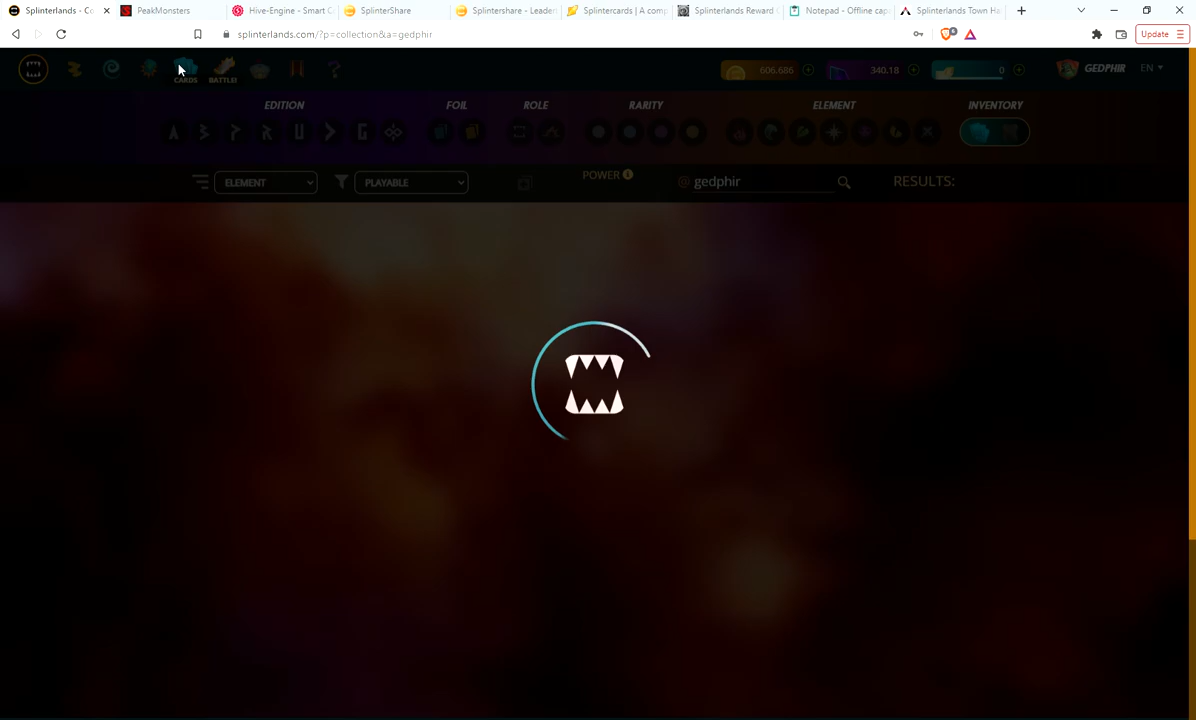 Splinterlands - Co
PeakMonsters
Hive-Engine - Smart Co
SplinterShare
Splintershare - Leader
Splintercards | A comp
Splinterlands Reward C
Notepad - Offline capa
Splinterlands Town Ha
splinterlands.com/?p=collection&a=gedphir
Update
CARDS
BATTLE!
606.686
340.18
0
GEDPHIR
EN
EDITION
FOIL
ROLE
RARITY
ELEMENT
INVENTORY
ELEMENT
PLAYABLE
POWER
@ gedphir
RESULTS: